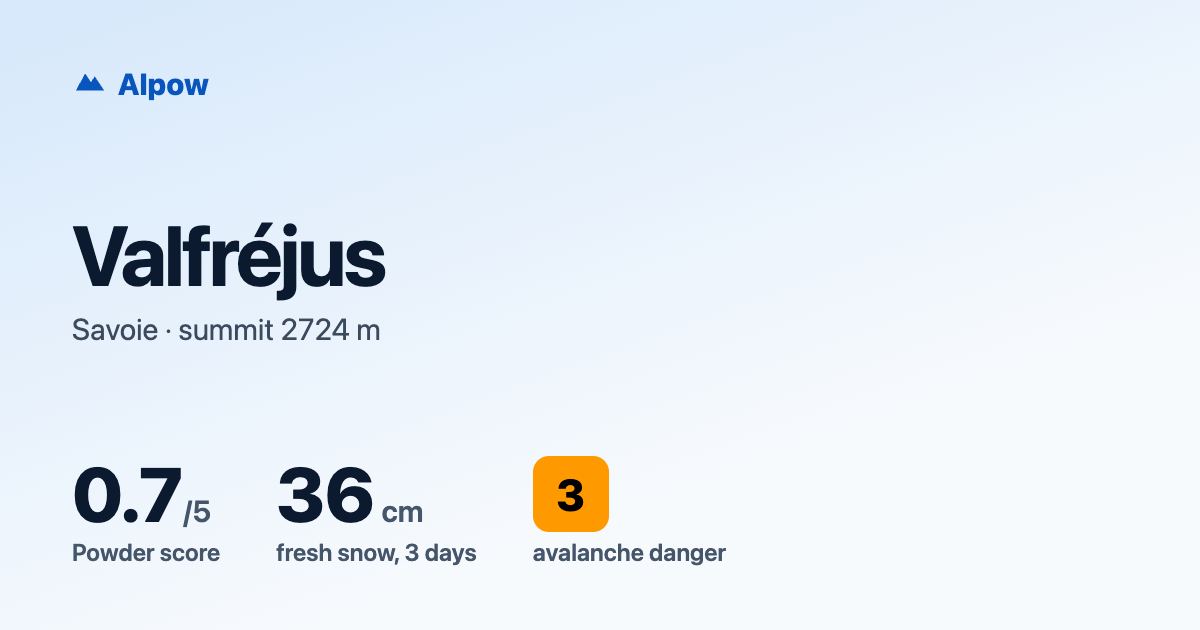 Alpow
Valfréjus
Savoie · summit 2724 m
0.7/5 36 cm 3
Powder score fresh snow, 3 days avalanche danger